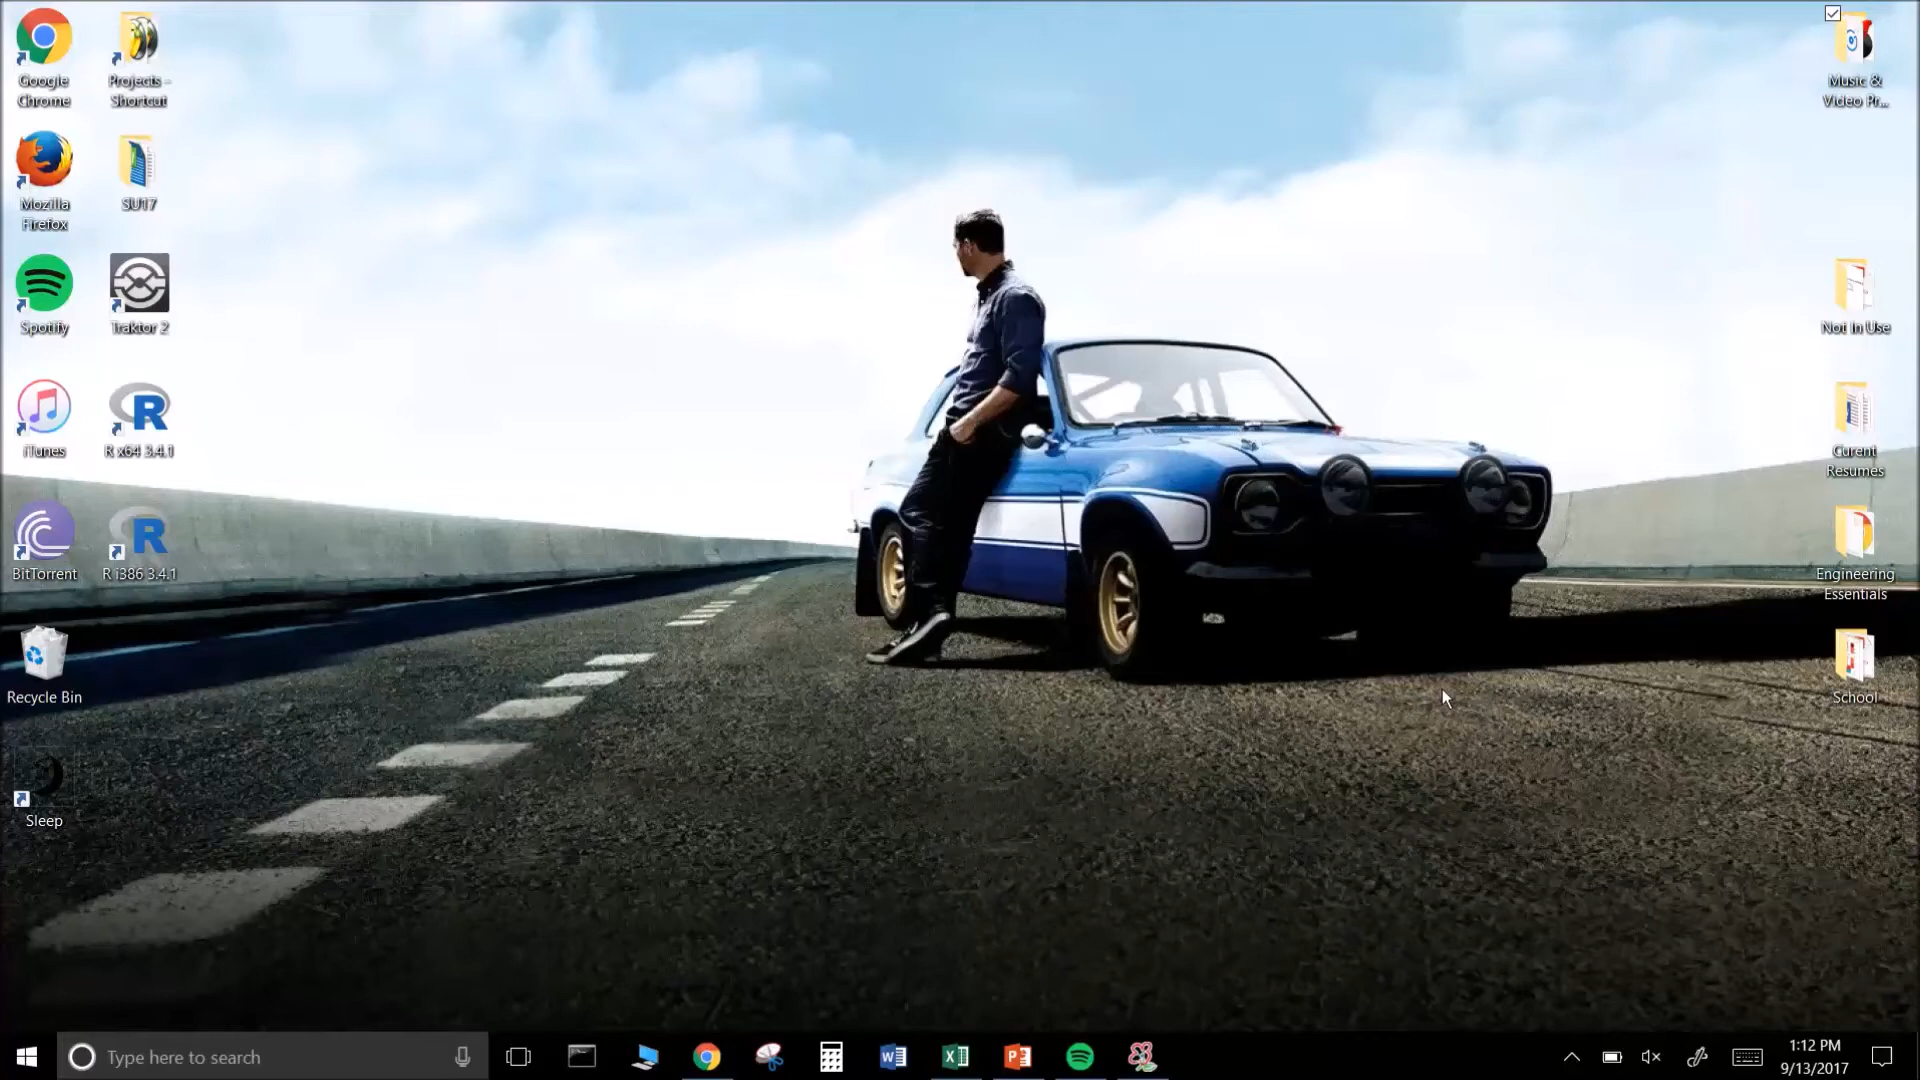 Google
Chrome
Projects -
Shortcut
Mozilla
Firefox
SU17
Spotify
Traktor 2
iTunes
R x64 3.4.1
BitTorrent
R i386 3.4.1
Recycle Bin
Sleep
Music &
Video Pr...
Not In Use
Curent
Resumes
Engineering
Essentials
School
Type here to search
1:12 PM
9/13/2017